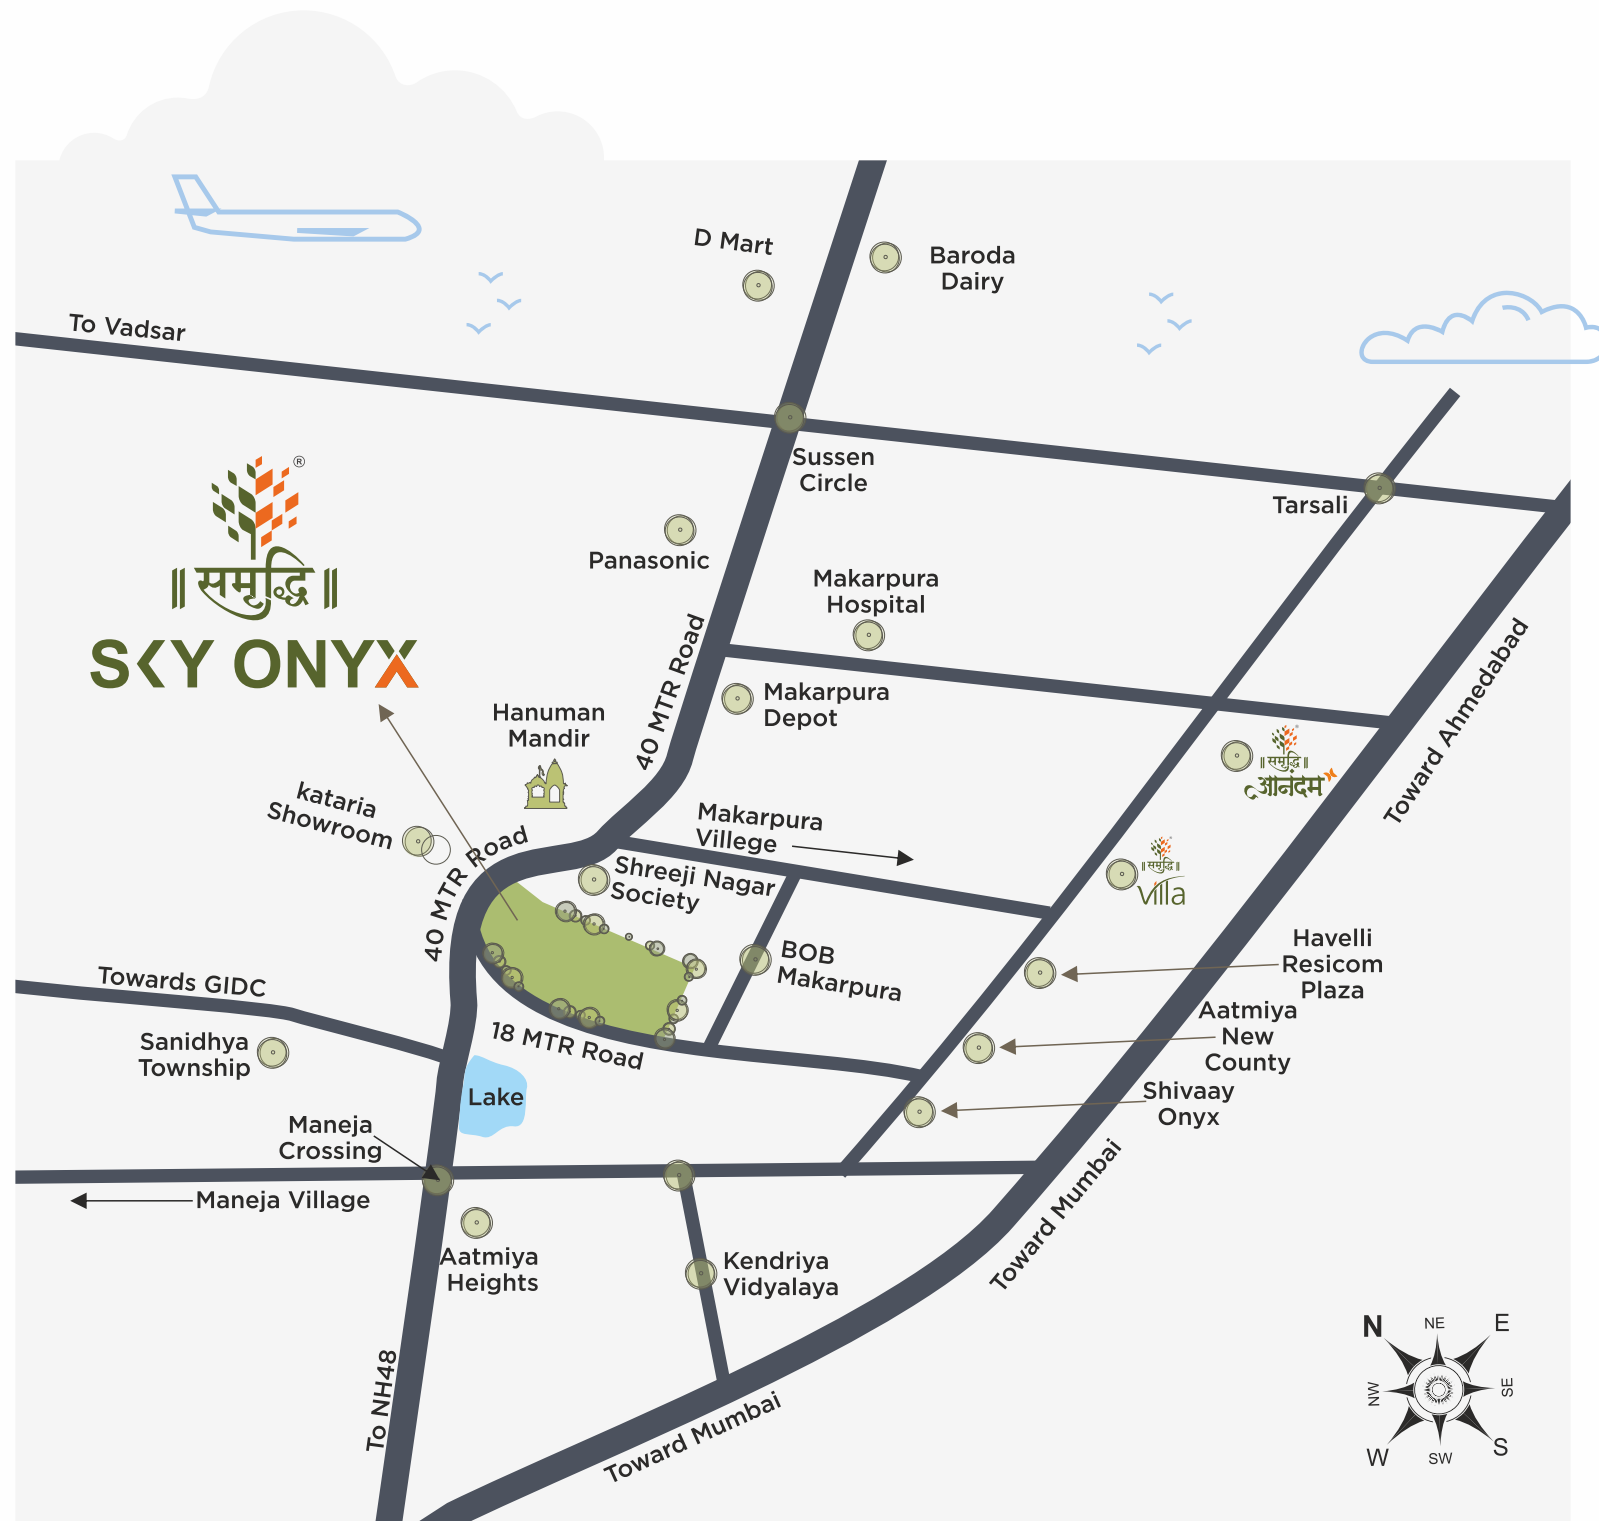 D Mart
Baroda
Dairy
To Vadsar
Sussen
Circle
Tarsali
®
॥ समृद्धि ॥
SKY ONYX
Panasonic
Makarpura
Hospital
40 MTR Road
Makarpura
Depot
Hanuman
Mandir
Toward Ahmedabad
॥ समृद्धि ॥
आनंदम
kataria
Showroom
Makarpura
Villege
40 MTR Road
Shreeji Nagar
Society
॥ समृद्धि ॥
Villa
BOB
Makarpura
Havelli
Resicom
Plaza
Towards GIDC
Aatmiya
New
County
18 MTR Road
Sanidhya
Township
Lake
Shivaay
Onyx
Maneja
Crossing
Maneja Village
Toward Mumbai
Aatmiya
Heights
Kendriya
Vidyalaya
To NH48
Toward Mumbai
N
NE
E
NW
SE
W
SW
S